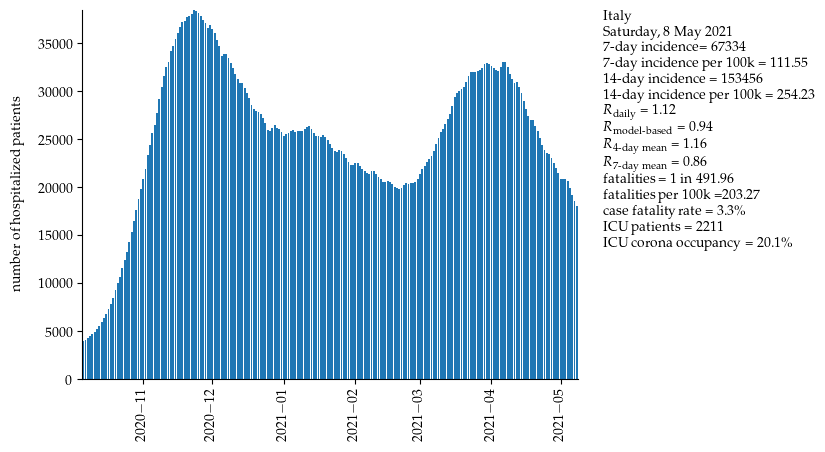 number of hospitalized patients
35000
30000
25000
20000
15000
10000
5000
0
2020−11
2020−12
2021−01
2021−02
2021−03
2021−04
2021−05
Italy
Saturday, 8 May 2021
7-day incidence= 67334
7-day incidence per 100k = 111.55
14-day incidence = 153456
14-day incidence per 100k = 254.23
R_daily = 1.12
R_model-based = 0.94
R_4-day mean = 1.16
R_7-day mean = 0.86
fatalities = 1 in 491.96
fatalities per 100k =203.27
case fatality rate = 3.3%
ICU patients = 2211
ICU corona occupancy = 20.1%